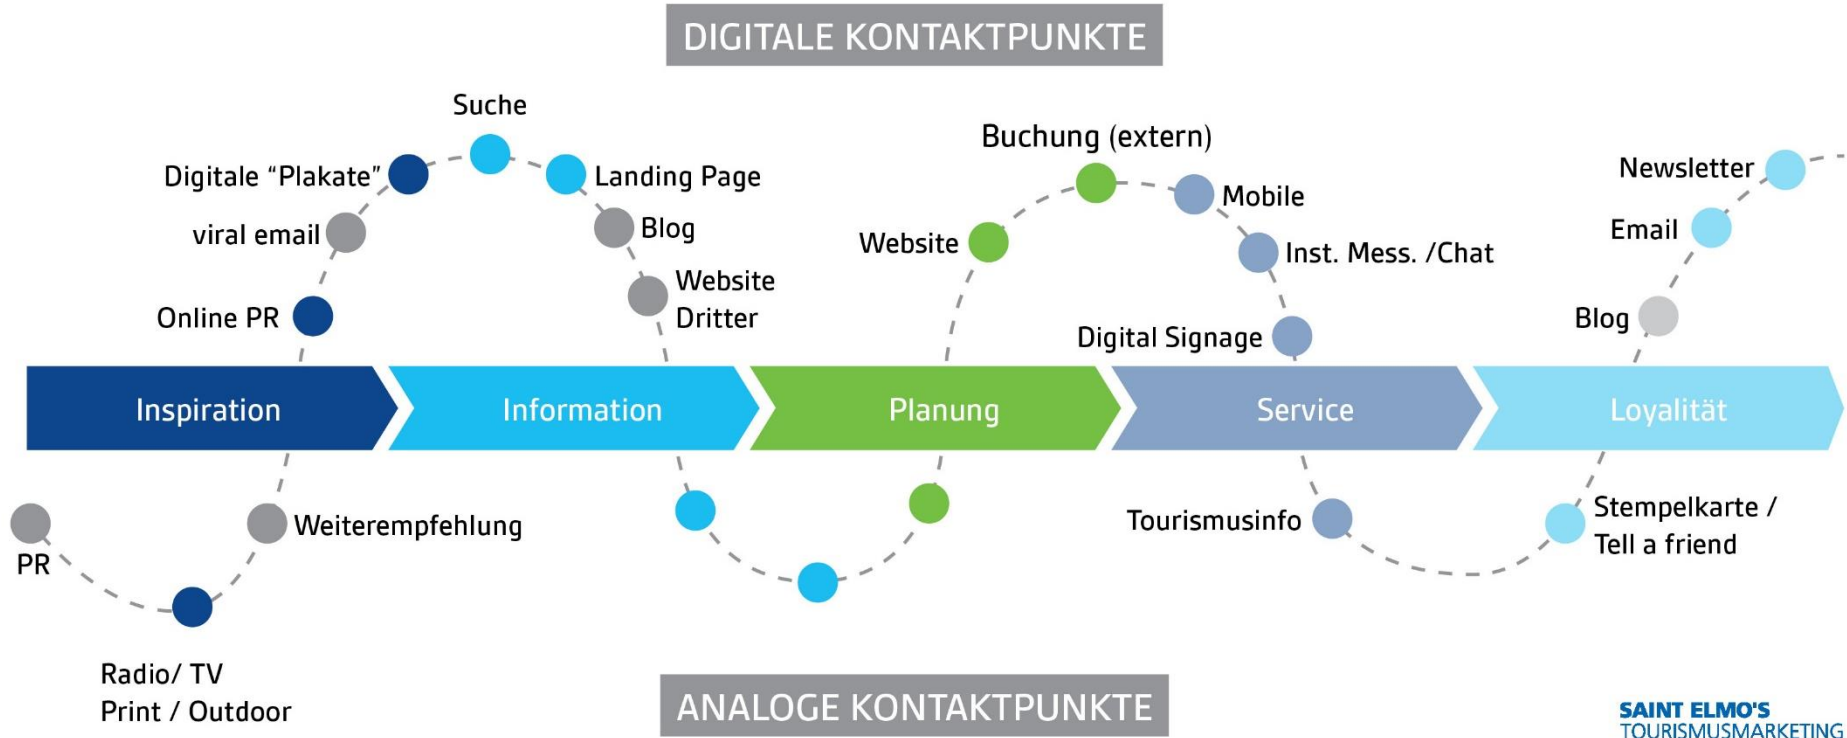 DIGITALE KONTAKTPUNKTE
Suche
Digitale “Plakate”
Landing Page
viral email
Blog
Website
Dritter
Online PR
Buchung (extern)
Website
Mobile
Inst. Mess. /Chat
Digital Signage
Newsletter
Email
Blog
Inspiration
Information
Planung
Service
Loyalität
PR
Weiterempfehlung
Radio/ TV
Print / Outdoor
Tourismusinfo
Stempelkarte /
Tell a friend
ANALOGE KONTAKTPUNKTE
SAINT ELMO'S
TOURISMUSMARKETING